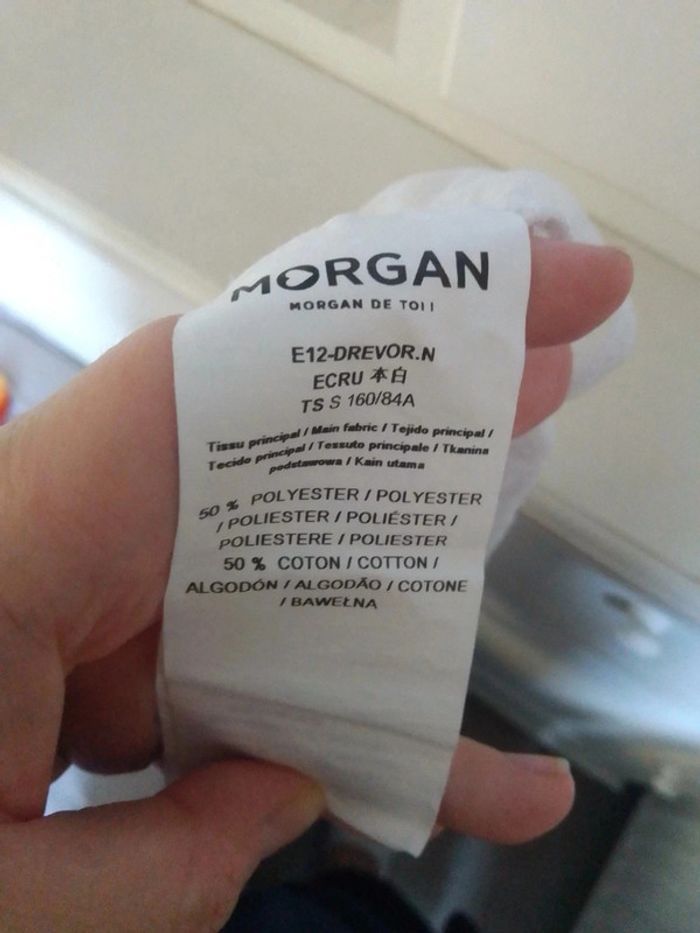 MORGAN
MORGAN DE TOI !
E12-DREVOR.N
ECRU 本白
TS S 160/84A
Tissu principal / Main fabric / Tejido principal /
Tecido principal / Tessuto principale / Tkanina
podstawowa / Kain utama
50 % POLYESTER / POLYESTER
/ POLIESTER / POLIÉSTER /
POLIESTERE / POLIESTER
50 % COTON / COTTON /
ALGODÓN / ALGODÃO / COTONE
/ BAWEŁNA